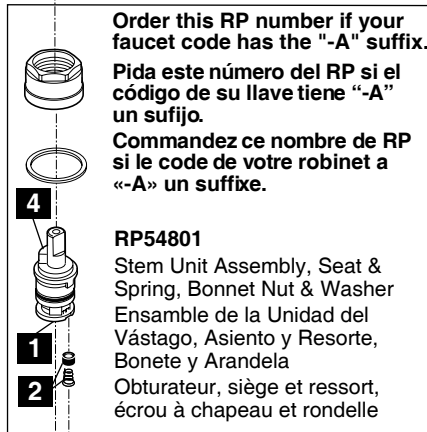 Order this RP number if your
faucet code has the "-A" suffix.
Pida este número del RP si el
código de su llave tiene “-A”
un sufijo.
Commandez ce nombre de RP
si le code de votre robinet a
«-A» un suffixe.
4
RP54801
Stem Unit Assembly, Seat &
Spring, Bonnet Nut & Washer
Ensamble de la Unidad del
Vástago, Asiento y Resorte,
Bonete y Arandela
Obturateur, siège et ressort,
écrou à chapeau et rondelle
1
2